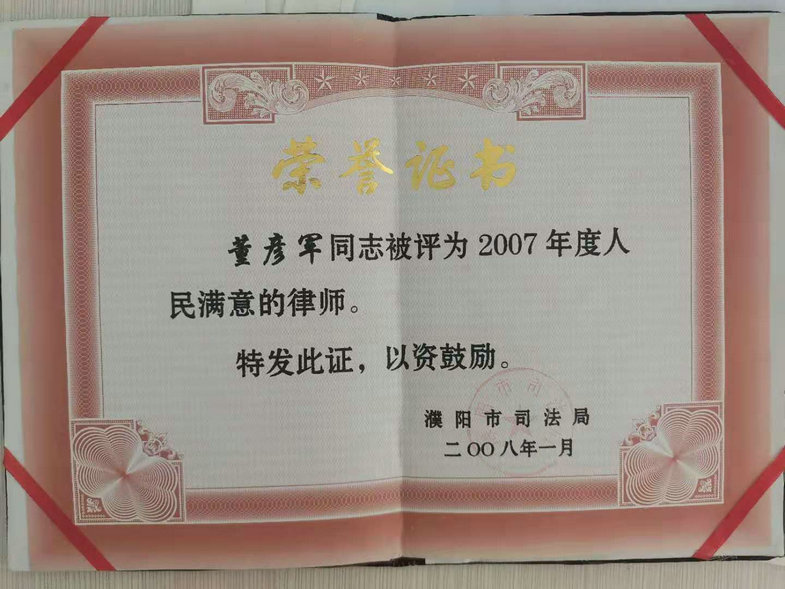 荣誉证书
董彦军同志被评为2007年度人
民满意的律师。
特发此证，以资鼓励。
濮阳市司法局
二〇〇八年一月